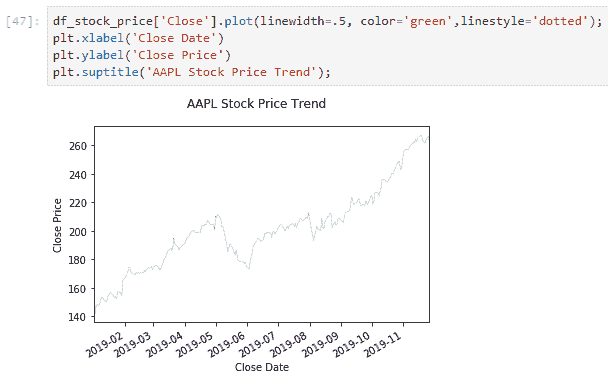 [47]: df_stock_price['Close'].plot(linewidth=.5, color='green',linestyle='dotted');
plt.xlabel('Close Date')
plt.ylabel('Close Price')
plt.suptitle('AAPL Stock Price Trend');
AAPL Stock Price Trend
260
240
220
200
180
160
140
Close Price
2019-02
2019-03
2019-04
2019-05
2019-06
2019-07
2019-08
2019-09
2019-10
2019-11
Close Date